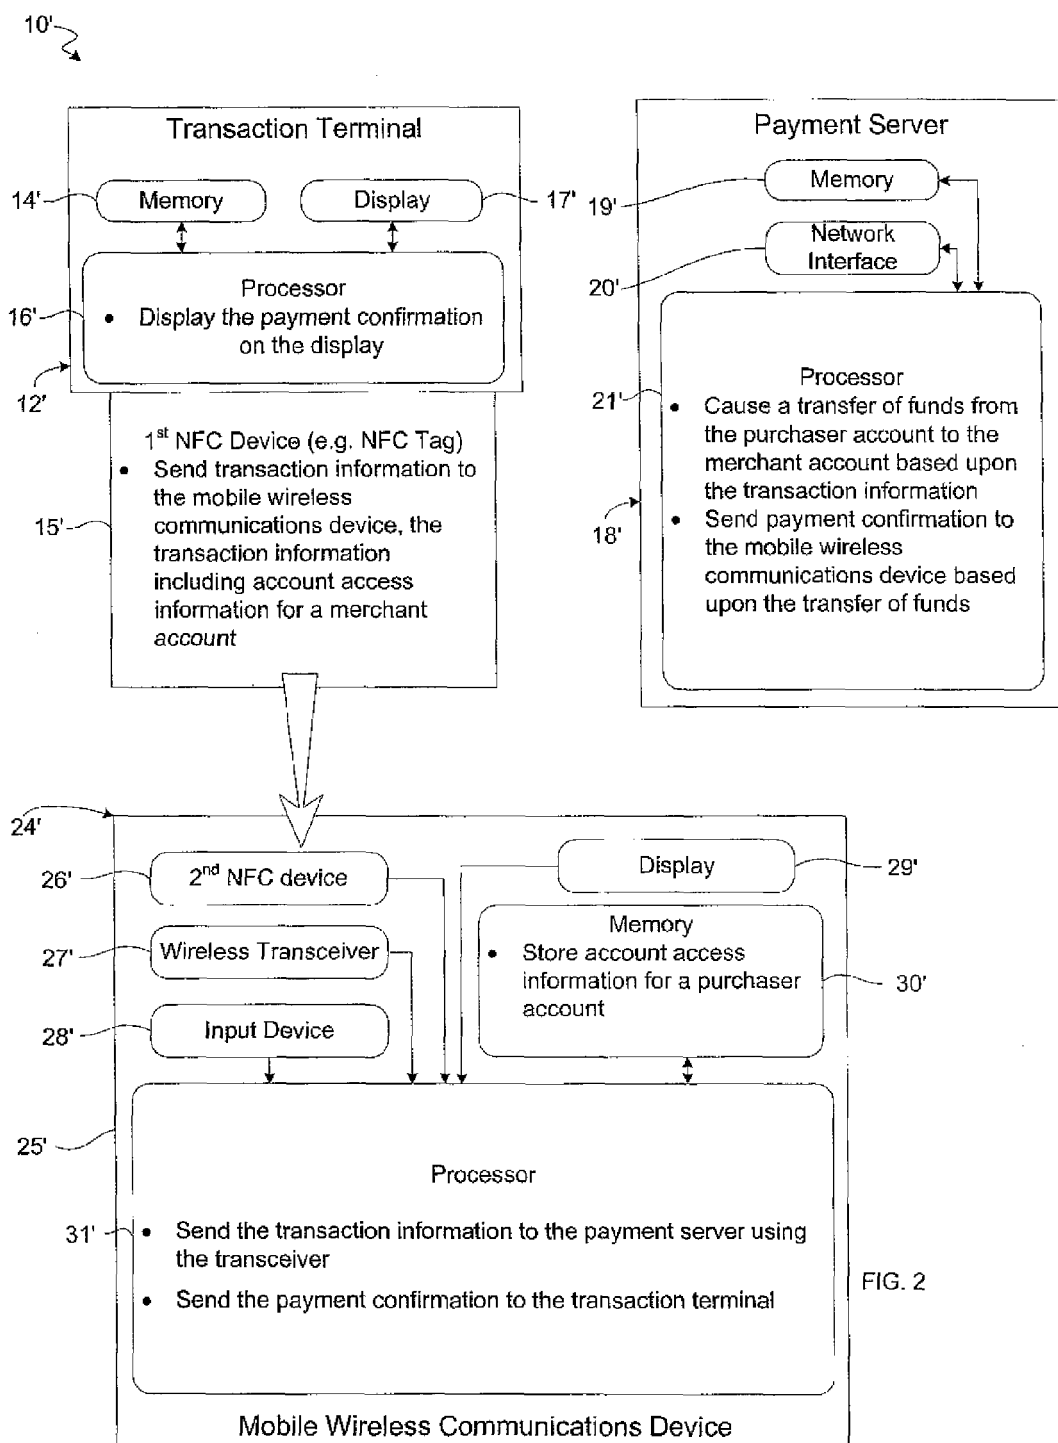 10'
Transaction Terminal
14'
Memory
Display
17'
Processor
16'
• Display the payment confirmation
on the display
12'
1st NFC Device (e.g. NFC Tag)
• Send transaction information to
the mobile wireless
communications device, the
transaction information
including account access
information for a merchant
account
15'
Payment Server
Memory
19'
Network
Interface
20'
Processor
21'
• Cause a transfer of funds from
the purchaser account to the
merchant account based upon
the transaction information
• Send payment confirmation to
the mobile wireless
communications device based
upon the transfer of funds
18'
24'
26'
2nd NFC device
Display
29'
27'
Wireless Transceiver
Memory
• Store account access
information for a purchaser
account
30'
28'
Input Device
25'
Processor
31'
• Send the transaction information to the payment server using
the transceiver
• Send the payment confirmation to the transaction terminal
FIG. 2
Mobile Wireless Communications Device